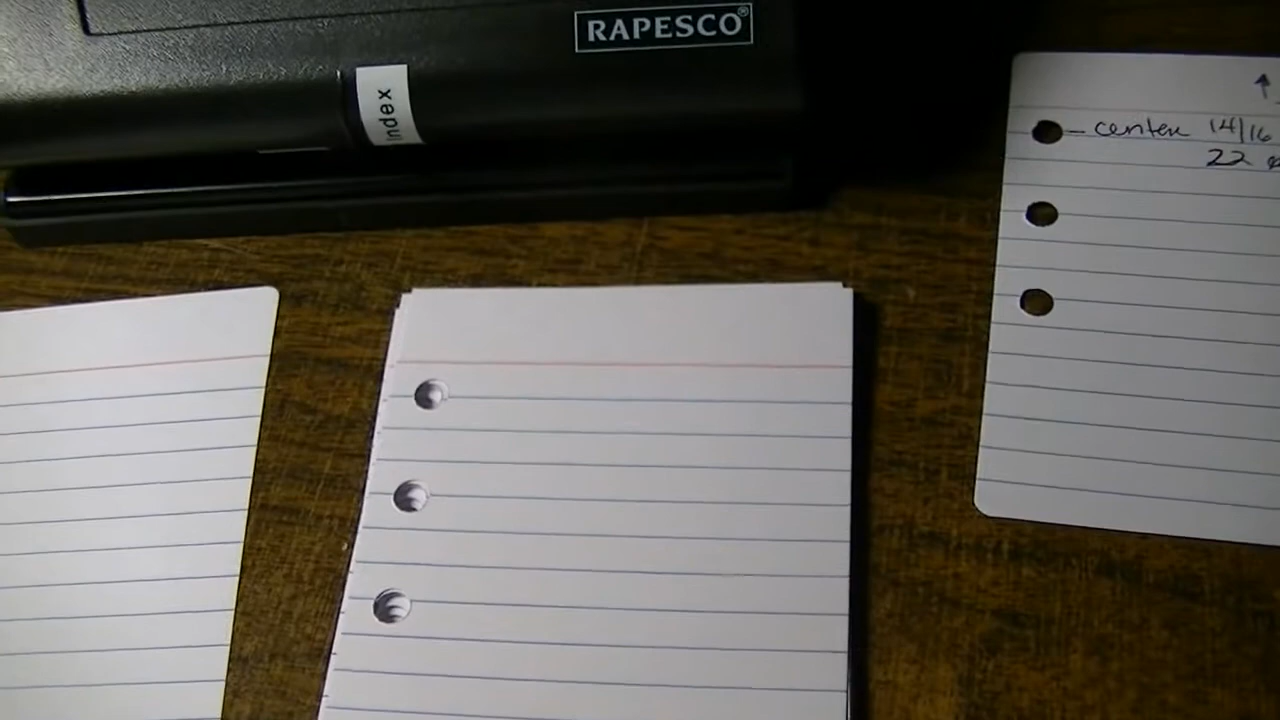 RAPESCO®
Index
↑
– center 14/16
22